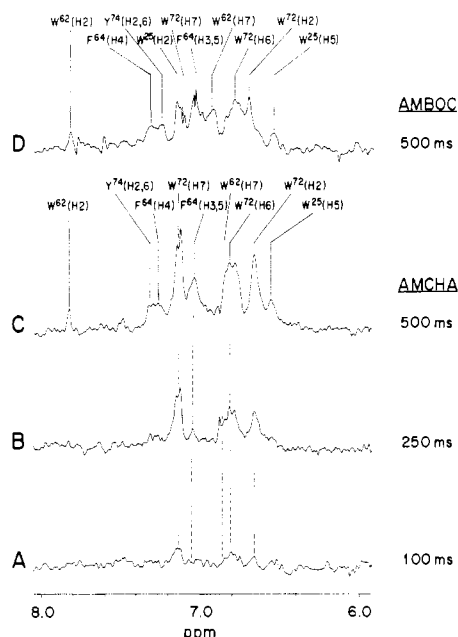 W⁶²(H2) Y⁷⁴(H2,6) W⁷²(H7) W⁶²(H7) W⁷²(H2)
F⁶⁴(H4) W²⁵(H2) F⁶⁴(H3,5) W⁷²(H6) W²⁵(H5)
AMBOC
D 500 ms
Y⁷⁴(H2,6) W⁷²(H7) W⁶²(H7) W⁷²(H2)
W⁶²(H2) F⁶⁴(H4) F⁶⁴(H3,5) W⁷²(H6) W²⁵(H5)
AMCHA
C 500 ms
B 250 ms
A 100 ms
8.0 7.0 6.0
ppm